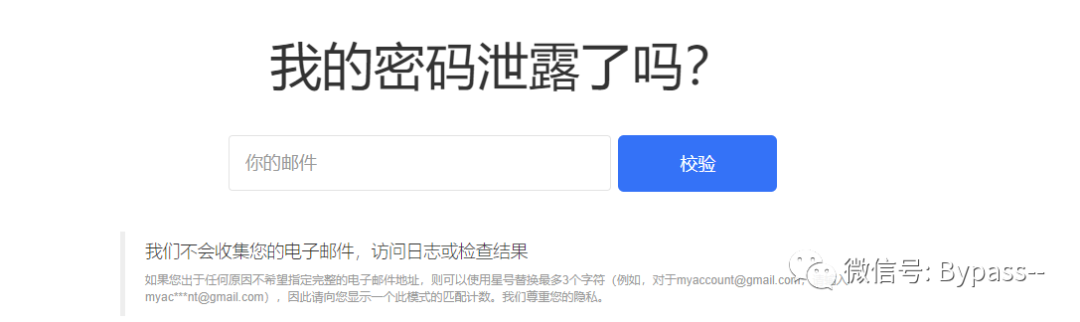 我的密码泄露了吗?
你的邮件
校验
我们不会收集您的电子邮件，访问日志或检查结果
如果您出于任何原因不希望指定完整的电子邮件地址，则可以使用星号替换最多3个字符（例如，对于myaccount@gmail.com，
myac***nt@gmail.com），因此请向您显示一个此模式的匹配计数。我们尊重您的隐私。
微信号: Bypass--